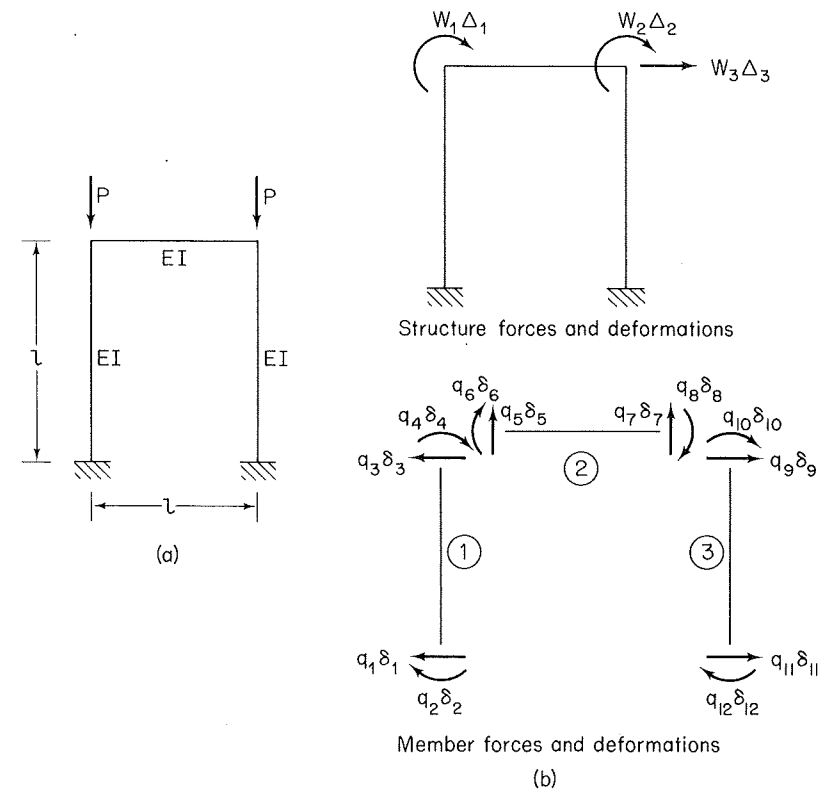 W₁Δ₁
W₂Δ₂
W₃Δ₃
P
P
EI
l
EI
EI
l
(a)
Structure forces and deformations
q₆δ₆
q₈δ₈
q₄δ₄
q₅δ₅
q₇δ₇
q₁₀δ₁₀
q₃δ₃
2
q₉δ₉
1
3
q₁δ₁
q₁₁δ₁₁
q₂δ₂
q₁₂δ₁₂
Member forces and deformations
(b)